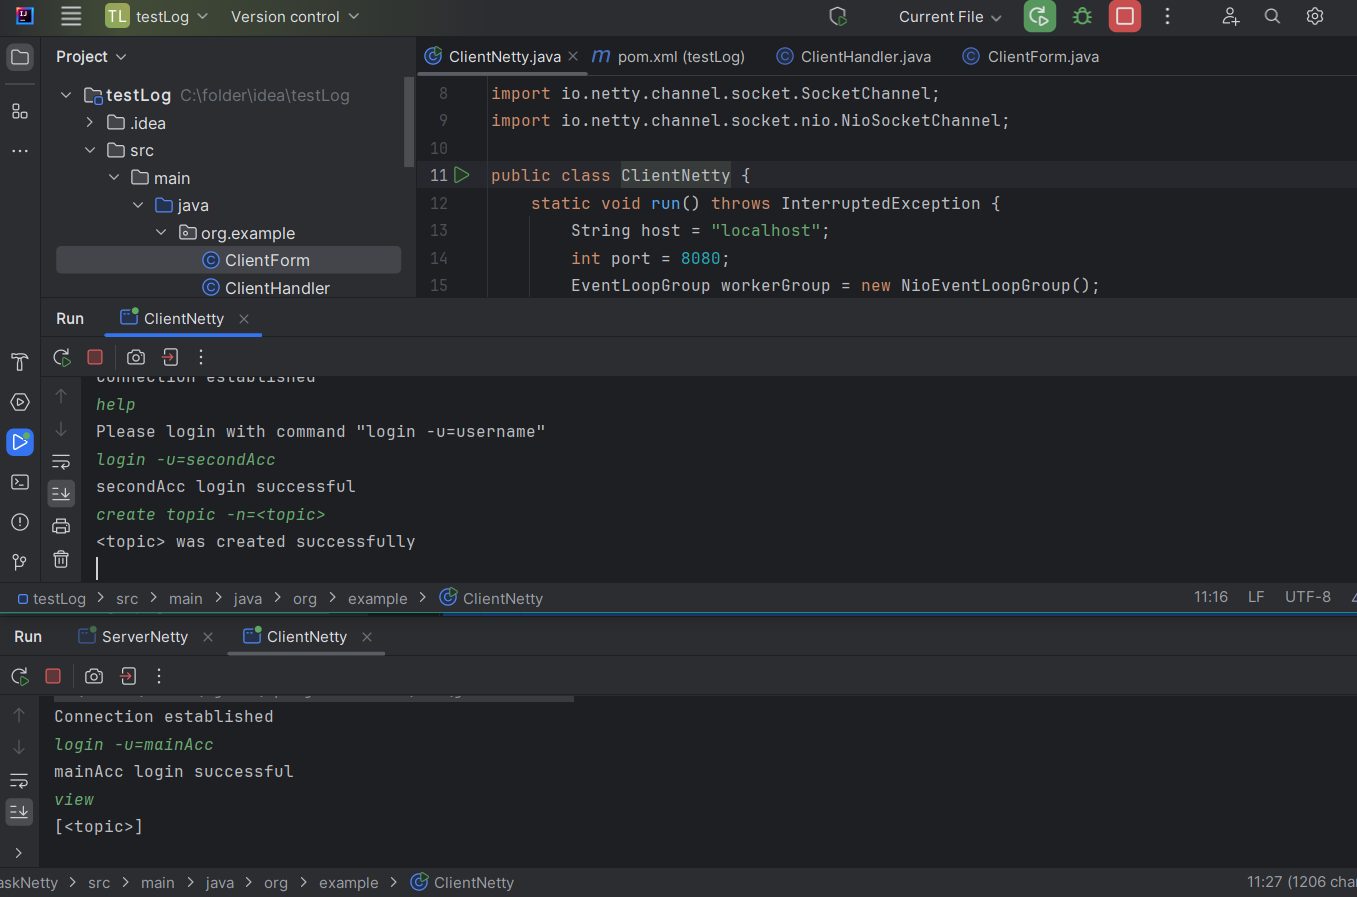 TL testLog Version control Current File
Project
ClientNetty.java pom.xml (testLog) ClientHandler.java ClientForm.java
testLog C:\folder\idea\testLog
.idea
src
main
java
org.example
ClientForm
ClientHandler
8 import io.netty.channel.socket.SocketChannel;
9 import io.netty.channel.socket.nio.NioSocketChannel;
10
11 public class ClientNetty {
12 static void run() throws InterruptedException {
13 String host = "localhost";
14 int port = 8080;
15 EventLoopGroup workerGroup = new NioEventLoopGroup();
Run ClientNetty
Connection established
help
Please login with command "login -u=username"
login -u=secondAcc
secondAcc login successful
create topic -n=<topic>
<topic> was created successfully
testLog > src > main > java > org > example > ClientNetty 11:16 LF UTF-8
Run ServerNetty ClientNetty
Connection established
login -u=mainAcc
mainAcc login successful
view
[<topic>]
askNetty > src > main > java > org > example > ClientNetty 11:27 (1206 cha